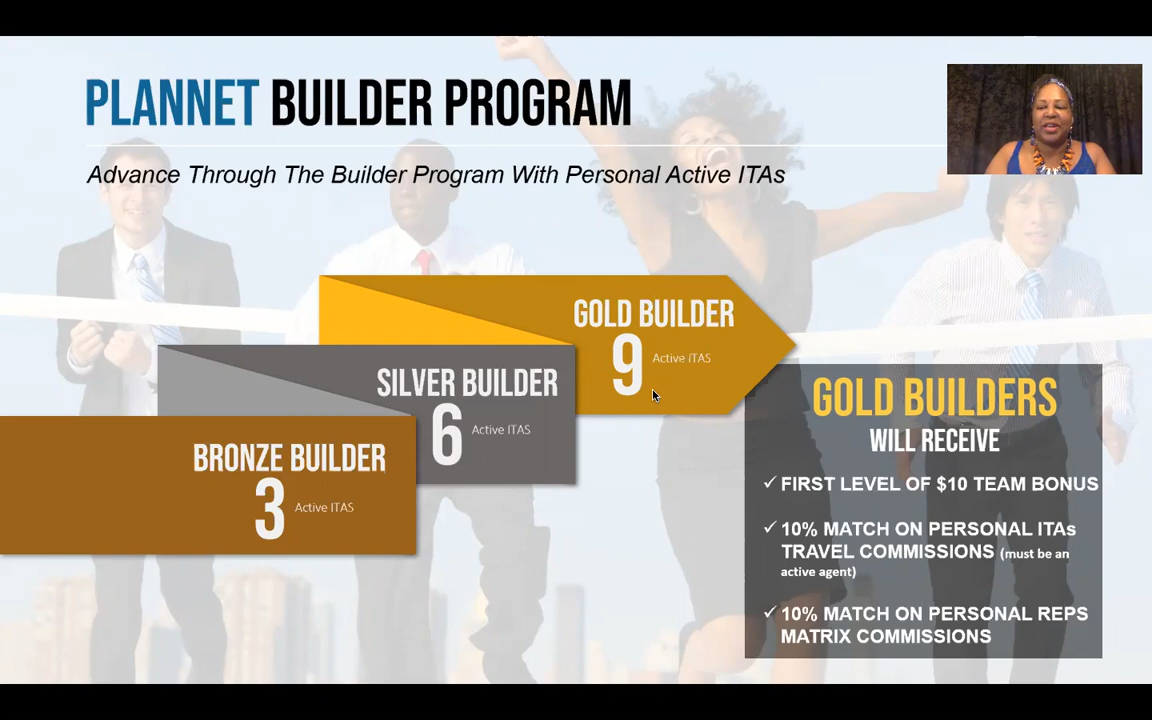 PLANNET BUILDER PROGRAM
Advance Through The Builder Program With Personal Active ITAs
GOLD BUILDER
9 Active ITAS
SILVER BUILDER
6 Active ITAS
BRONZE BUILDER
3 Active ITAS
GOLD BUILDERS
WILL RECEIVE
✓ FIRST LEVEL OF $10 TEAM BONUS
✓ 10% MATCH ON PERSONAL ITAs
TRAVEL COMMISSIONS (must be an
active agent)
✓ 10% MATCH ON PERSONAL REPS
MATRIX COMMISSIONS